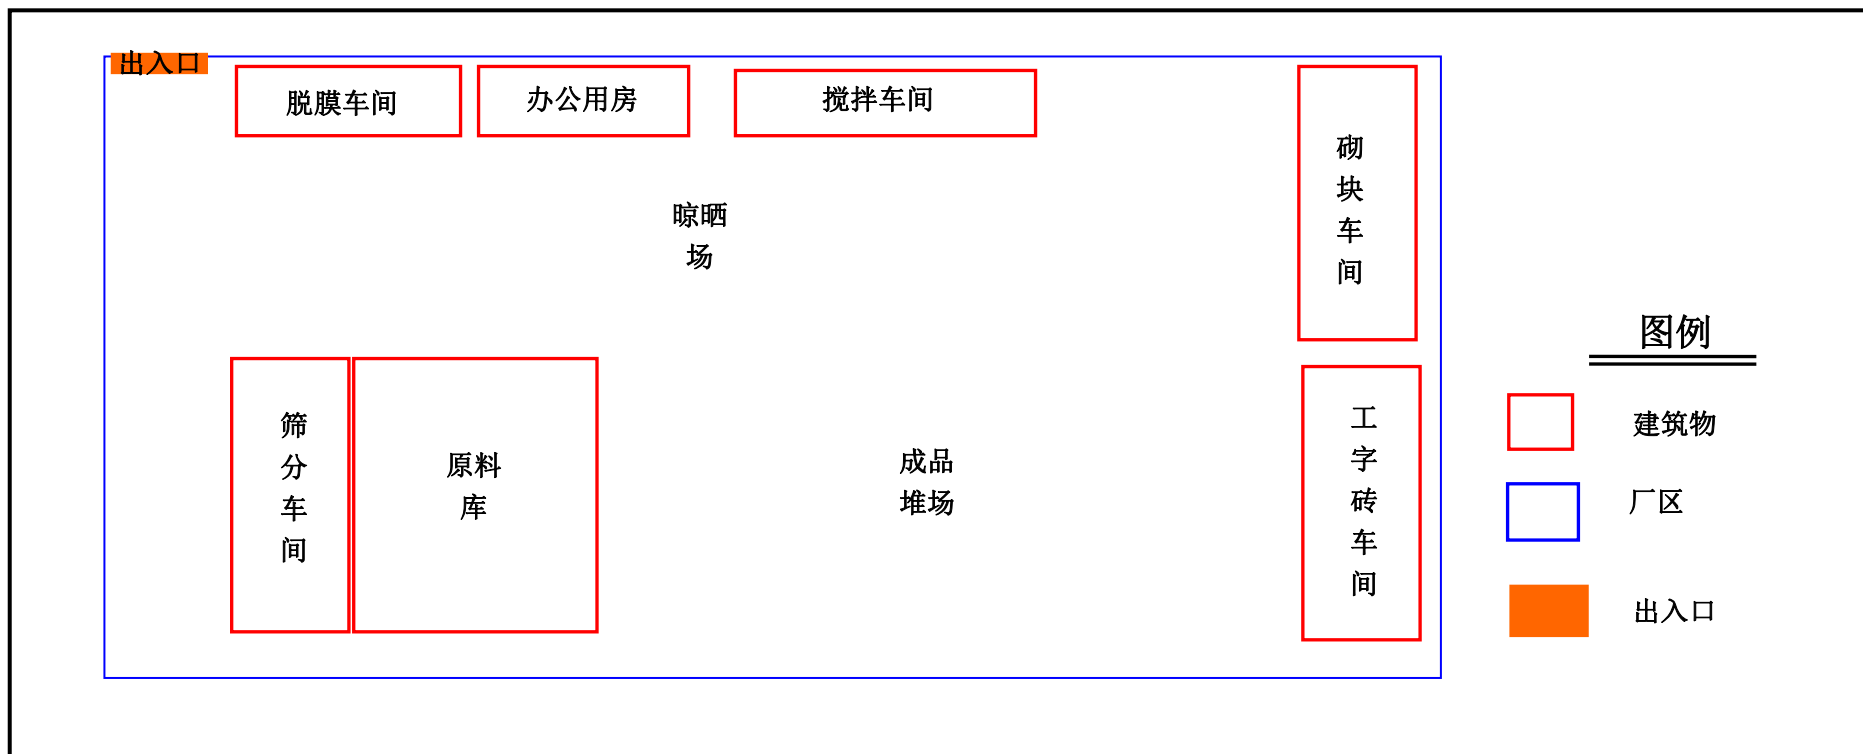 出入口
脱膜车间
办公用房
搅拌车间
砌
块
车
间
晾晒
场
筛
分
车
间
原料
库
成品
堆场
工
字
砖
车
间
图例
建筑物
厂区
出入口